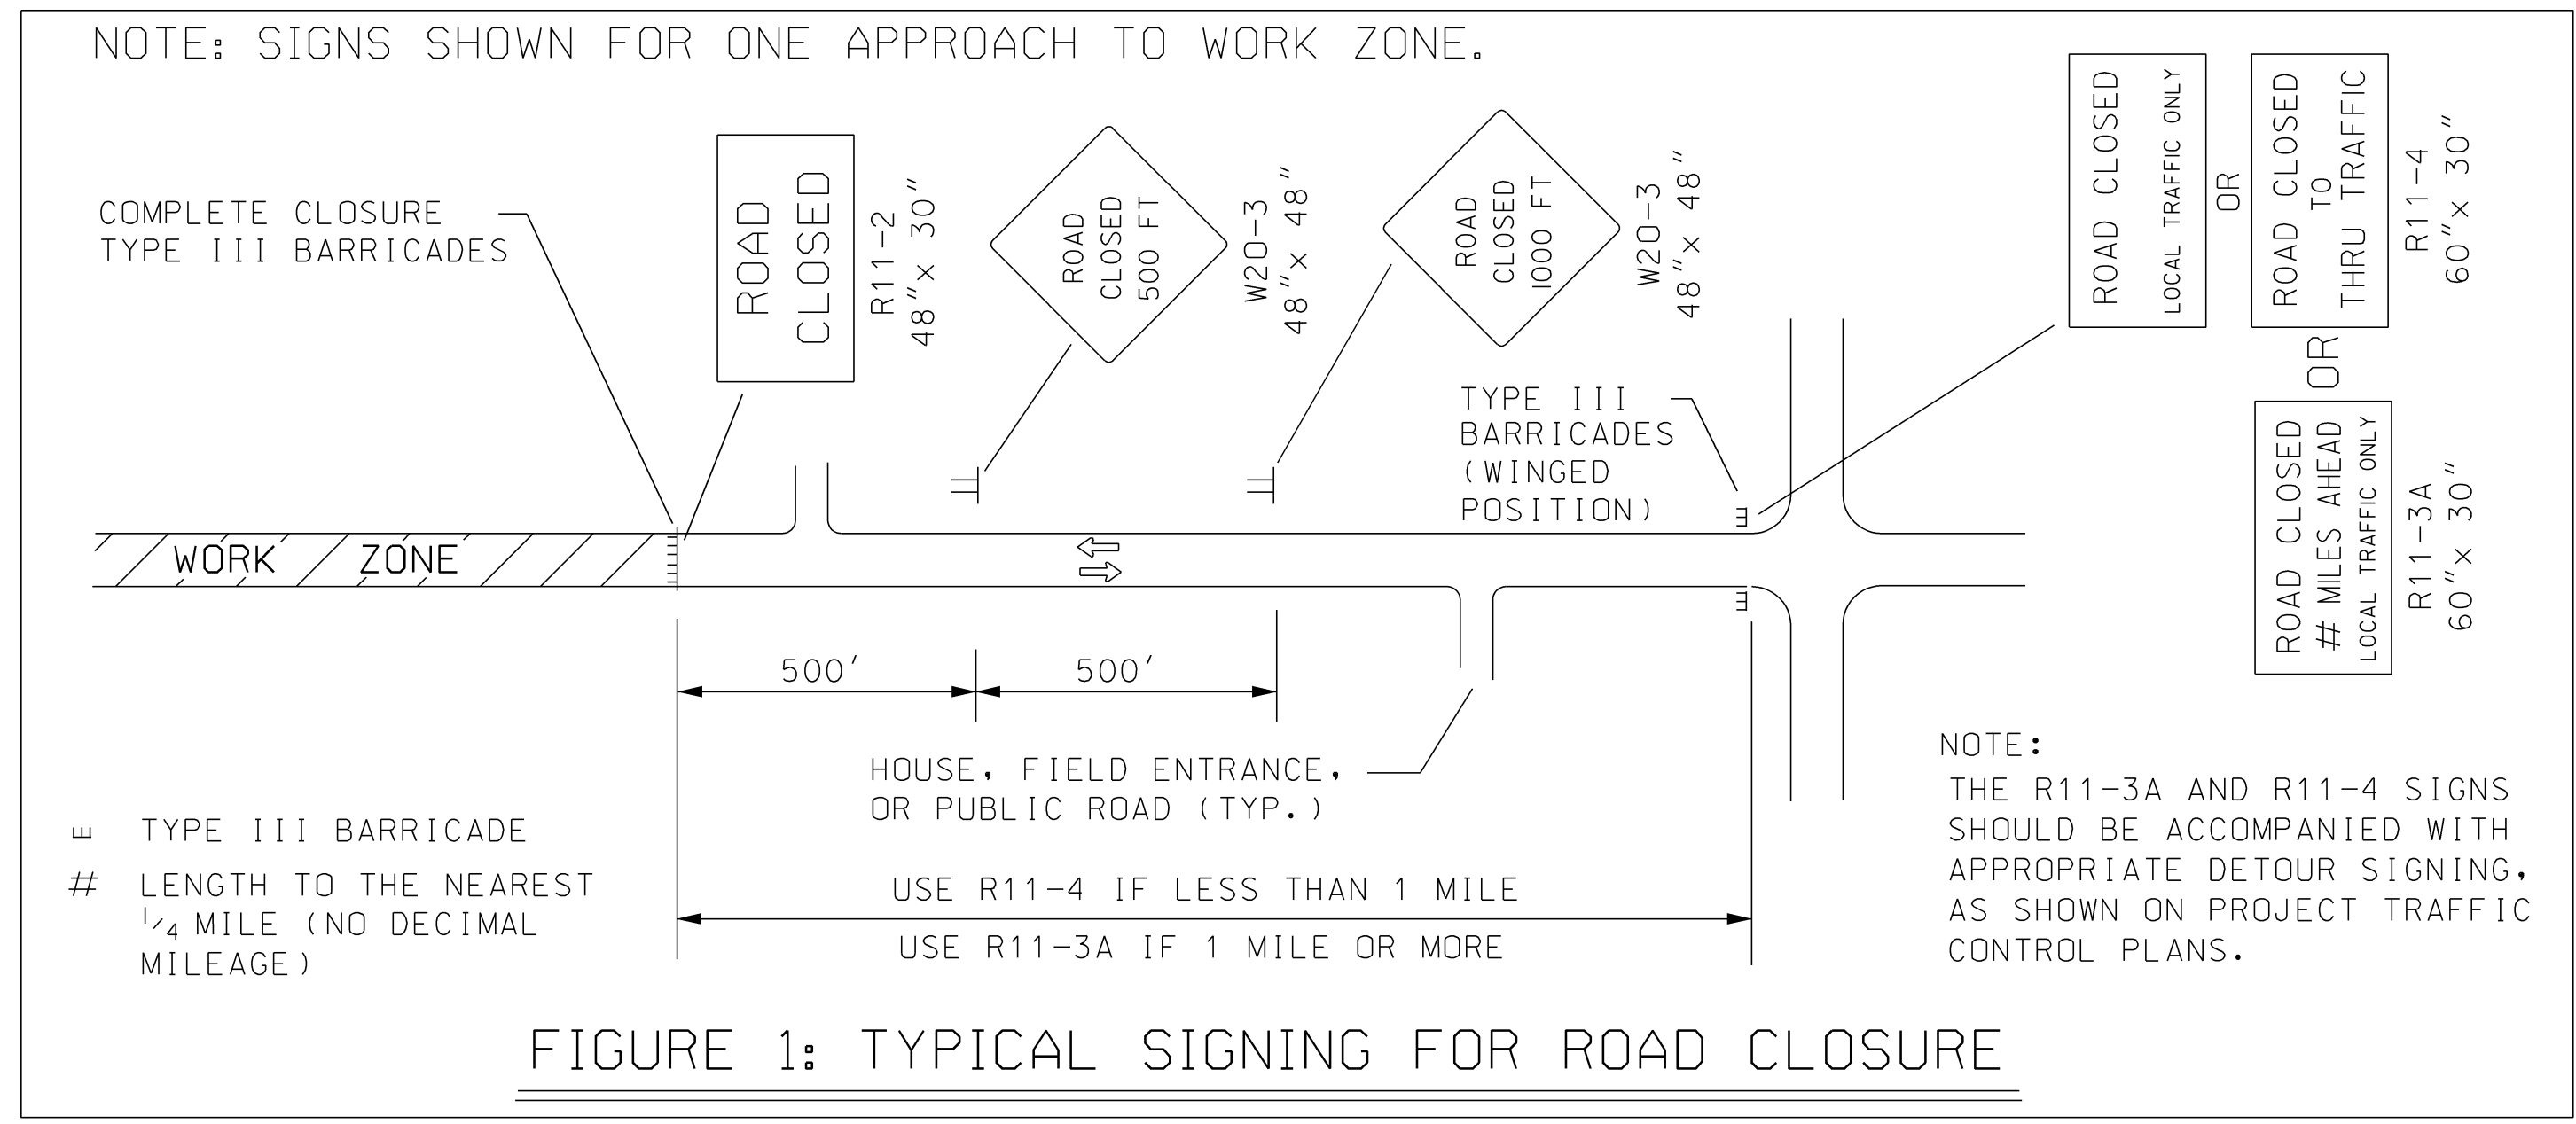 NOTE: SIGNS SHOWN FOR ONE APPROACH TO WORK ZONE.
COMPLETE CLOSURE
TYPE III BARRICADES
ROAD
CLOSED
R11-2
48"x 30"
ROAD
CLOSED
500 FT
W20-3
48"x 48"
ROAD
CLOSED
1000 FT
W20-3
48"x 48"
TYPE III
BARRICADES
(WINGED
POSITION)
ROAD CLOSED
LOCAL TRAFFIC ONLY
OR
ROAD CLOSED
TO
THRU TRAFFIC
R11-4
60"x 30"
OR
ROAD CLOSED
# MILES AHEAD
LOCAL TRAFFIC ONLY
R11-3A
60"x 30"
WORK ZONE
500'
500'
HOUSE, FIELD ENTRANCE,
OR PUBLIC ROAD (TYP.)
USE R11-4 IF LESS THAN 1 MILE
USE R11-3A IF 1 MILE OR MORE
E TYPE III BARRICADE
# LENGTH TO THE NEAREST
1/4 MILE (NO DECIMAL
MILEAGE)
NOTE:
THE R11-3A AND R11-4 SIGNS
SHOULD BE ACCOMPANIED WITH
APPROPRIATE DETOUR SIGNING,
AS SHOWN ON PROJECT TRAFFIC
CONTROL PLANS.
FIGURE 1: TYPICAL SIGNING FOR ROAD CLOSURE